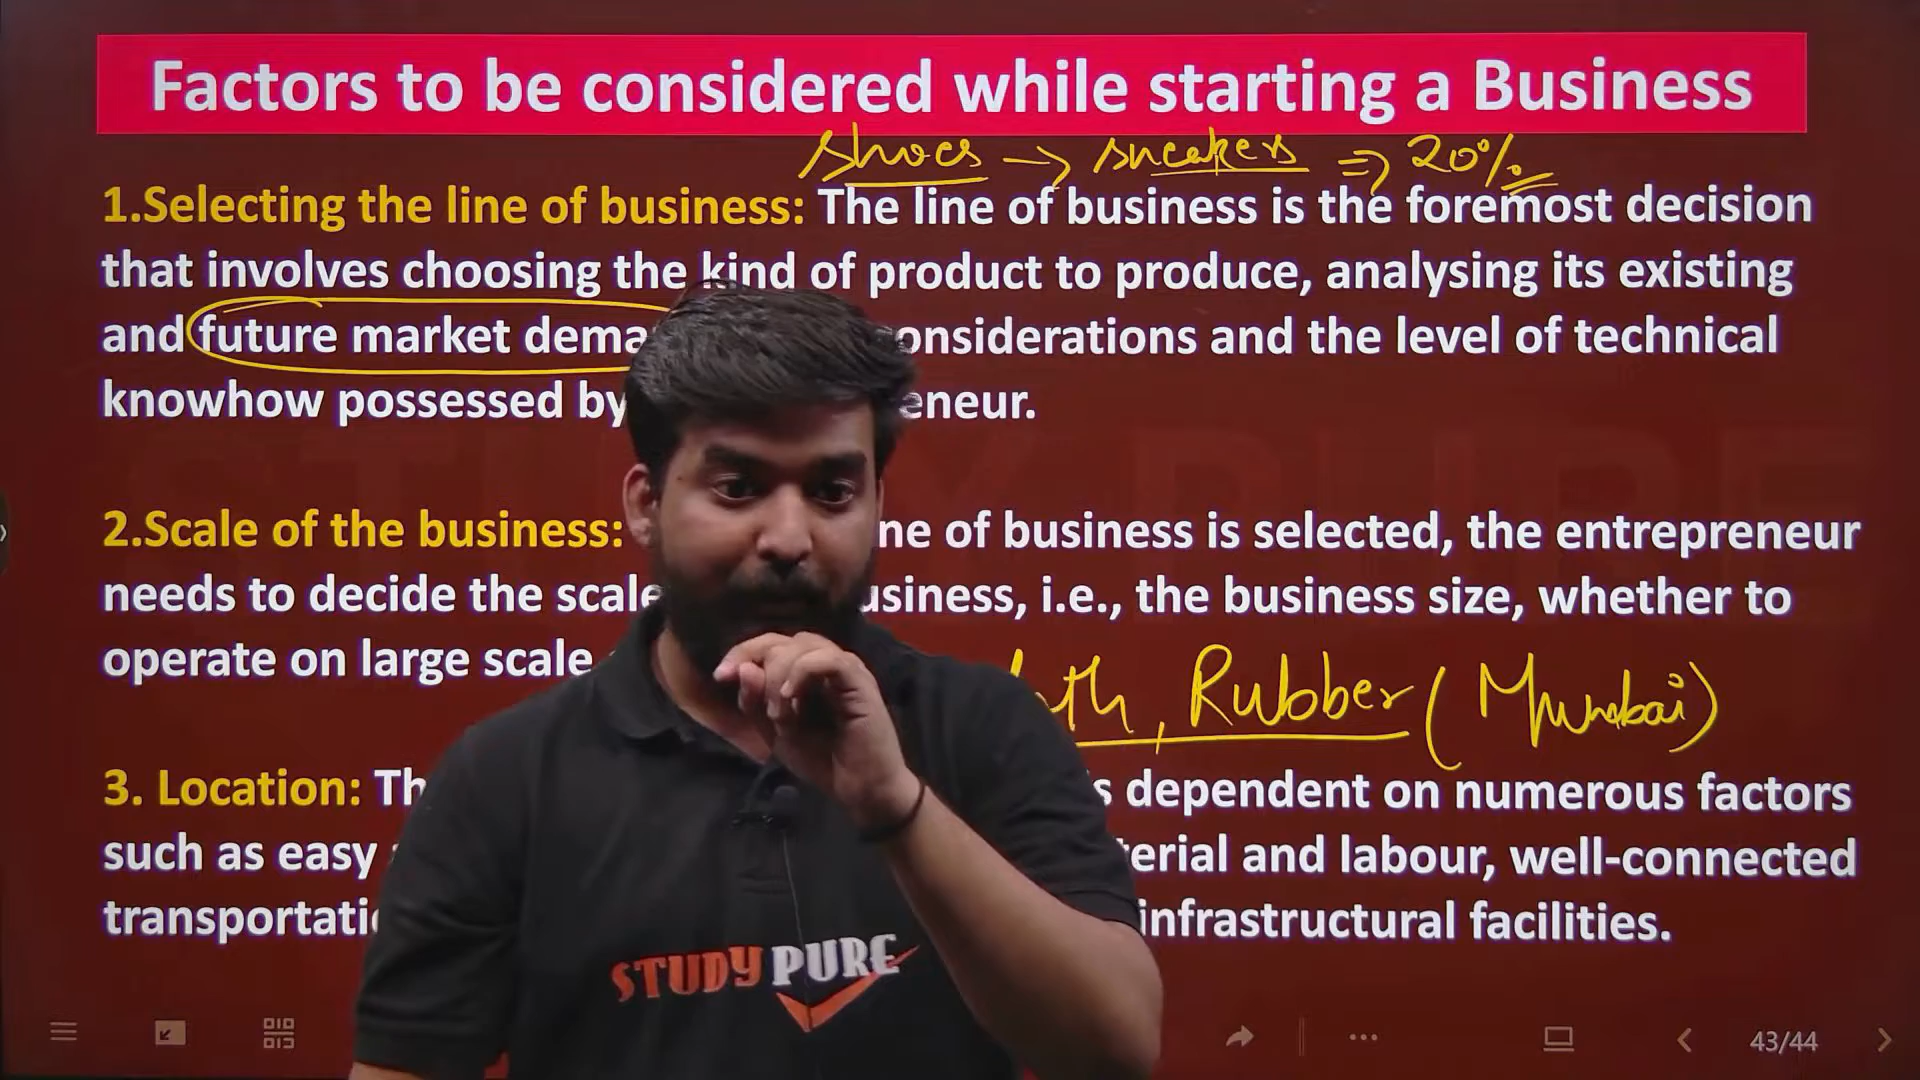 Factors to be considered while starting a Business
shoes → sneakers ⇒ 20%
1.Selecting the line of business: The line of business is the foremost decision
that involves choosing the kind of product to produce, analysing its existing
and future market dema onsiderations and the level of technical
knowhow possessed by eneur.
2.Scale of the business: ne of business is selected, the entrepreneur
needs to decide the scale usiness, i.e., the business size, whether to
operate on large scale
, Rubber (Mumbai)
3. Location: Th s dependent on numerous factors
such as easy terial and labour, well-connected
transportati infrastructural facilities.
STUDY PURE
43/44